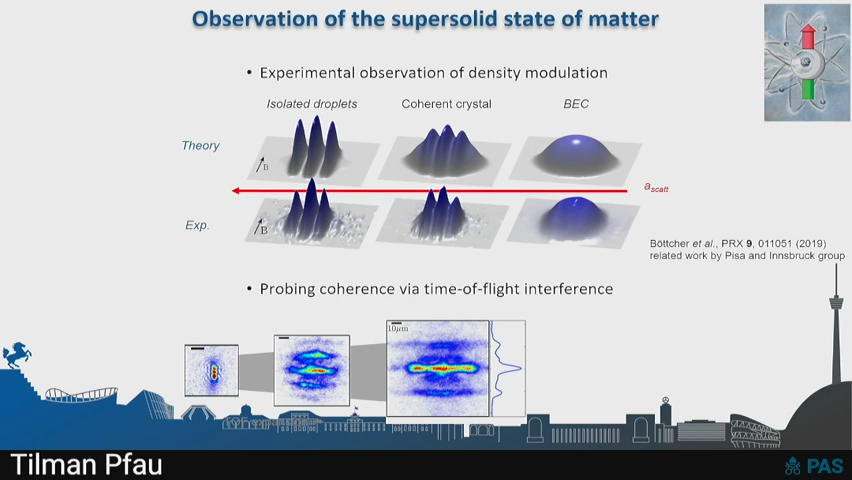 Observation of the supersolid state of matter
• Experimental observation of density modulation
Isolated droplets
Coherent crystal
BEC
Theory
B
a_scatt
Exp.
B
Böttcher et al., PRX 9, 011051 (2019)
related work by Pisa and Innsbruck group
• Probing coherence via time-of-flight interference
10μm
Tilman Pfau
PAS